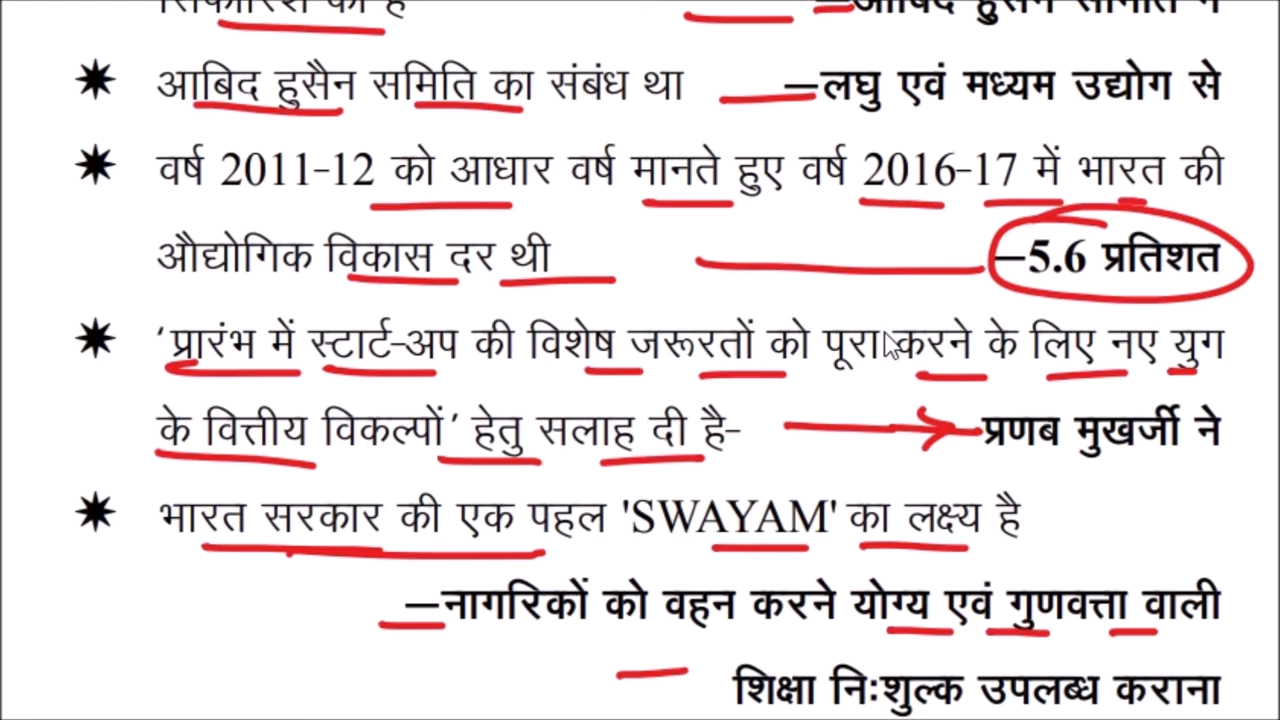 सिफारिश की है —आबिद हुसैन समिति ने
✷ आबिद हुसैन समिति का संबंध था —लघु एवं मध्यम उद्योग से
✷ वर्ष 2011-12 को आधार वर्ष मानते हुए वर्ष 2016-17 में भारत की
औद्योगिक विकास दर थी —5.6 प्रतिशत
✷ 'प्रारंभ में स्टार्ट-अप की विशेष जरूरतों को पूरा करने के लिए नए युग
के वित्तीय विकल्पों' हेतु सलाह दी है- प्रणब मुखर्जी ने
✷ भारत सरकार की एक पहल 'SWAYAM' का लक्ष्य है
—नागरिकों को वहन करने योग्य एवं गुणवत्ता वाली
शिक्षा निःशुल्क उपलब्ध कराना